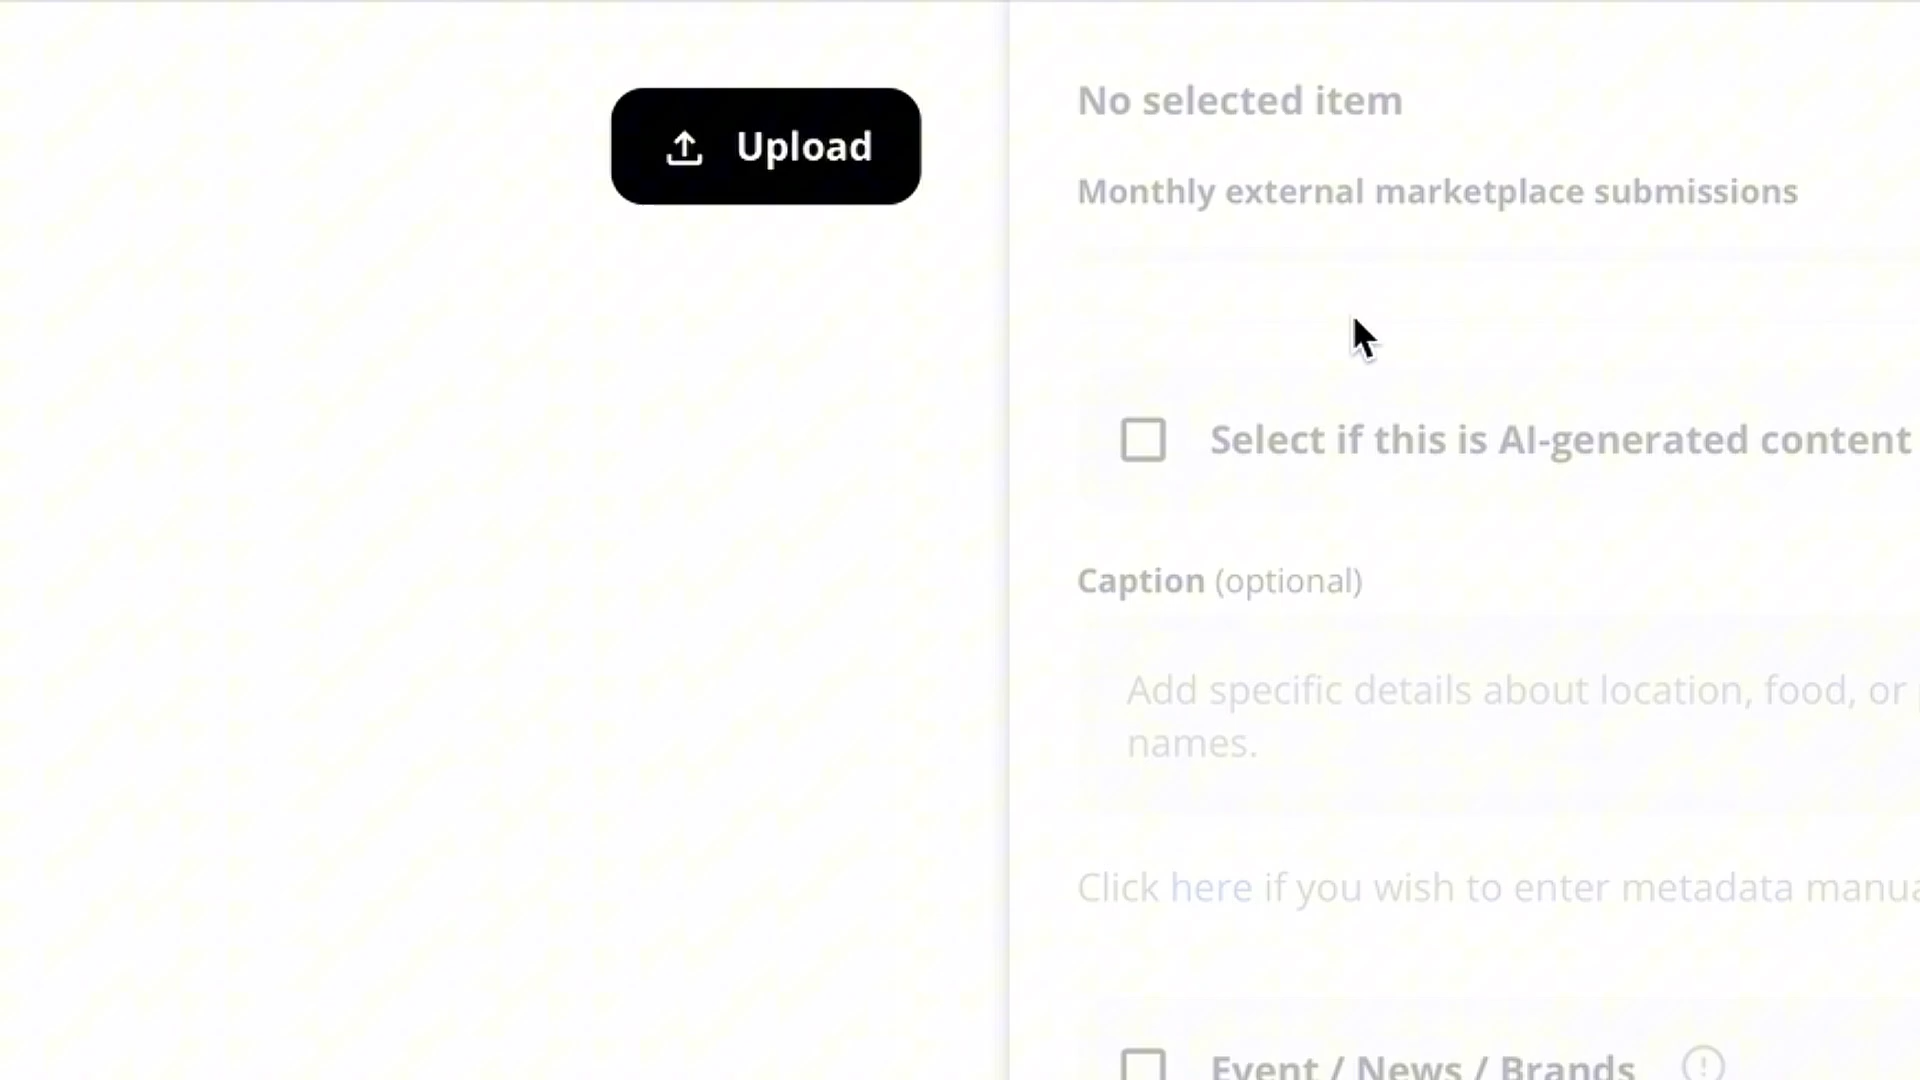 Upload
No selected item
Monthly external marketplace submissions
Select if this is AI-generated content
Caption (optional)
Add specific details about location, food, or
names.
Click here if you wish to enter metadata
Event / News / Brands